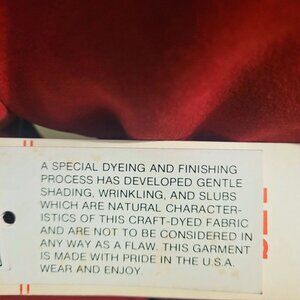 A SPECIAL DYEING AND FINISHING
PROCESS HAS DEVELOPED GENTLE
SHADING, WRINKLING, AND SLUBS
WHICH ARE NATURAL CHARACTER-
ISTICS OF THIS CRAFT-DYED FABRIC
AND ARE NOT TO BE CONSIDERED IN
ANY WAY AS A FLAW. THIS GARMENT
IS MADE WITH PRIDE IN THE U.S.A.
WEAR AND ENJOY.